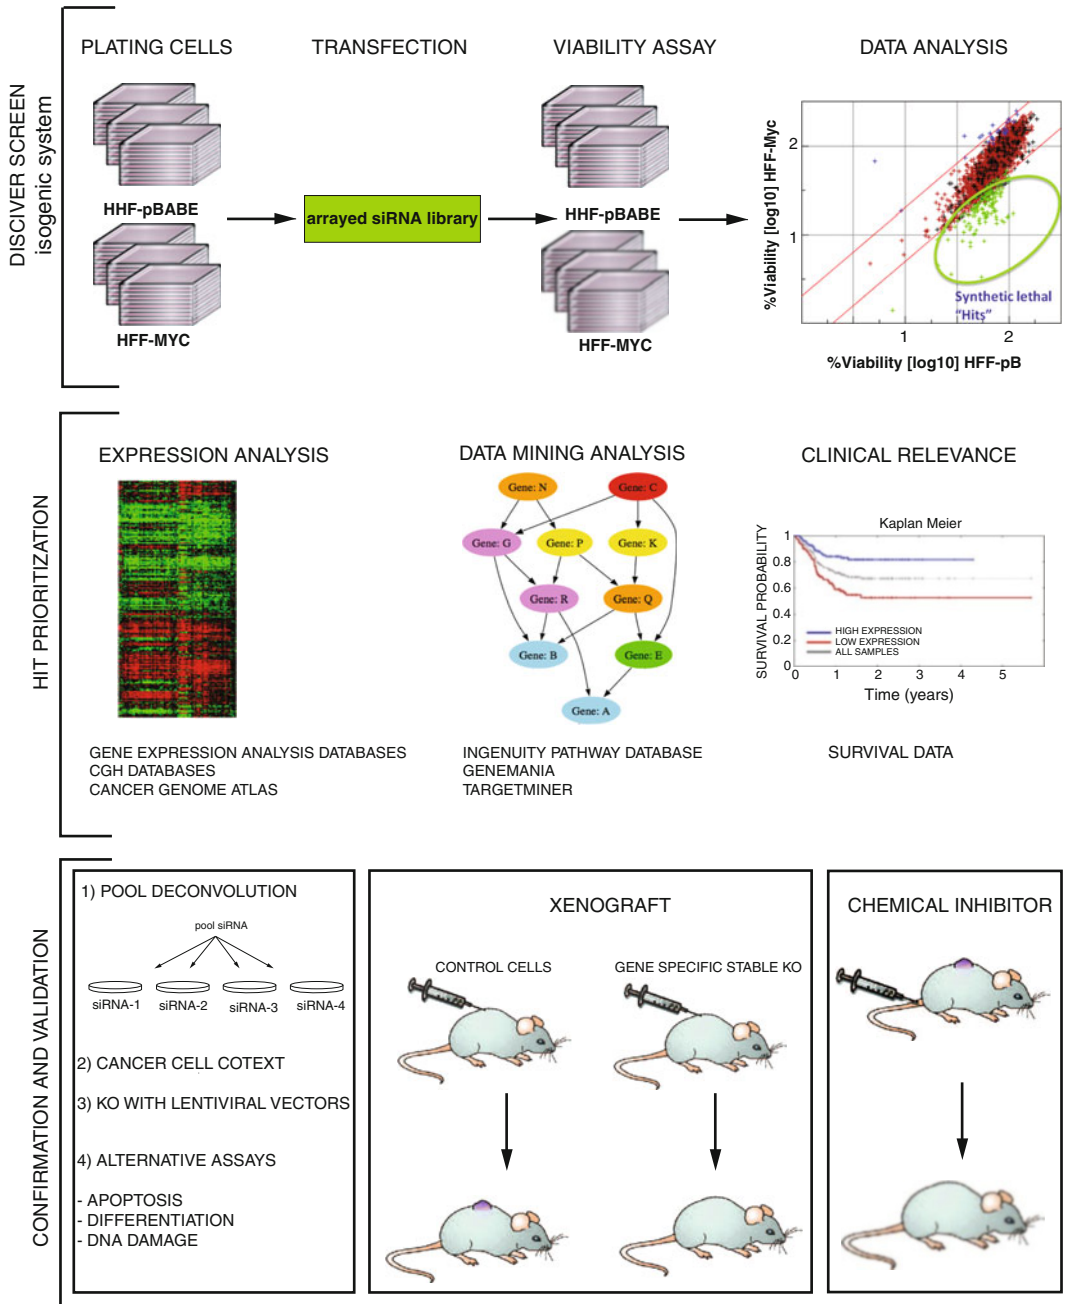 DISCIVER SCREEN
isogenic system
PLATING CELLS
TRANSFECTION
VIABILITY ASSAY
DATA ANALYSIS
HHF-pBABE
HFF-MYC
arrayed siRNA library
HHF-pBABE
HFF-MYC
%Viability [log10] HFF-Myc
2
1
Synthetic lethal
"Hits"
1
2
%Viability [log10] HFF-pB
HIT PRIORITIZATION
EXPRESSION ANALYSIS
DATA MINING ANALYSIS
CLINICAL RELEVANCE
Gene: N
Gene: C
Gene: G
Gene: P
Gene: K
Gene: R
Gene: Q
Gene: B
Gene: E
Gene: A
Kaplan Meier
SURVIVAL PROBABILITY
1
0.8
0.6
0.4
0.2
0
HIGH EXPRESSION
LOW EXPRESSION
ALL SAMPLES
0
1
2
3
4
5
Time (years)
GENE EXPRESSION ANALYSIS DATABASES
CGH DATABASES
CANCER GENOME ATLAS
INGENUITY PATHWAY DATABASE
GENEMANIA
TARGETMINER
SURVIVAL DATA
CONFIRMATION AND VALIDATION
1) POOL DECONVOLUTION
pool siRNA
siRNA-1
siRNA-2
siRNA-3
siRNA-4
2) CANCER CELL COTEXT
3) KO WITH LENTIVIRAL VECTORS
4) ALTERNATIVE ASSAYS
- APOPTOSIS
- DIFFERENTIATION
- DNA DAMAGE
XENOGRAFT
CONTROL CELLS
GENE SPECIFIC STABLE KO
CHEMICAL INHIBITOR